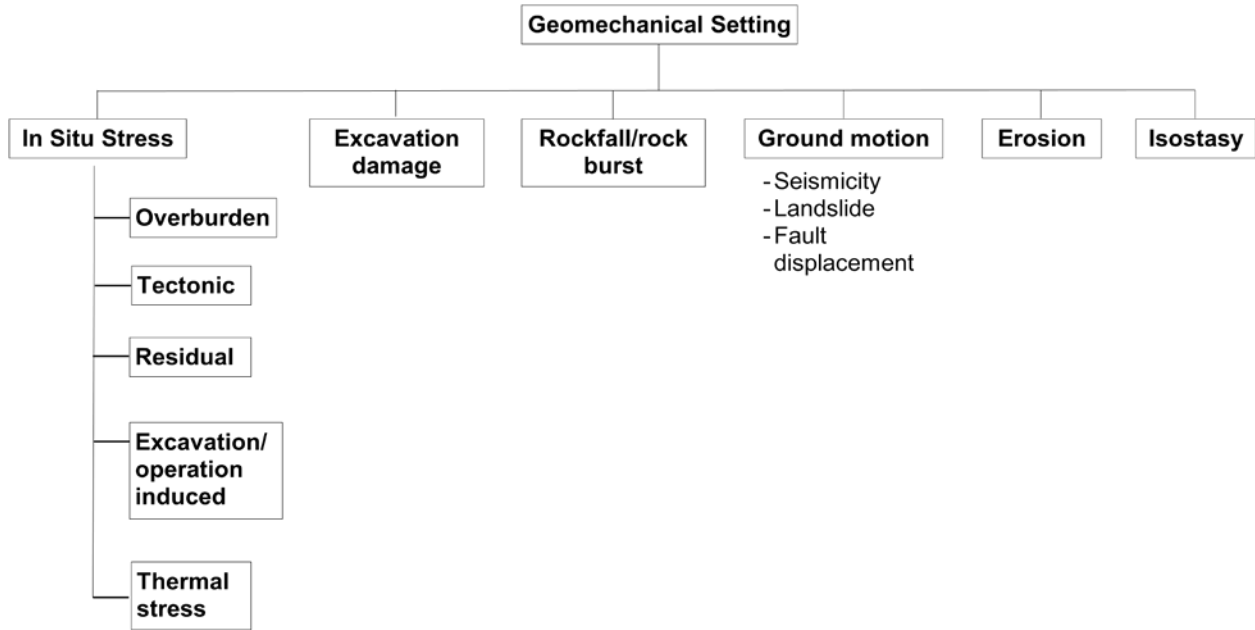 Geomechanical Setting
In Situ Stress
Excavation
damage
Rockfall/rock
burst
Ground motion
- Seismicity
- Landslide
- Fault
displacement
Erosion
Isostasy
Overburden
Tectonic
Residual
Excavation/
operation
induced
Thermal
stress